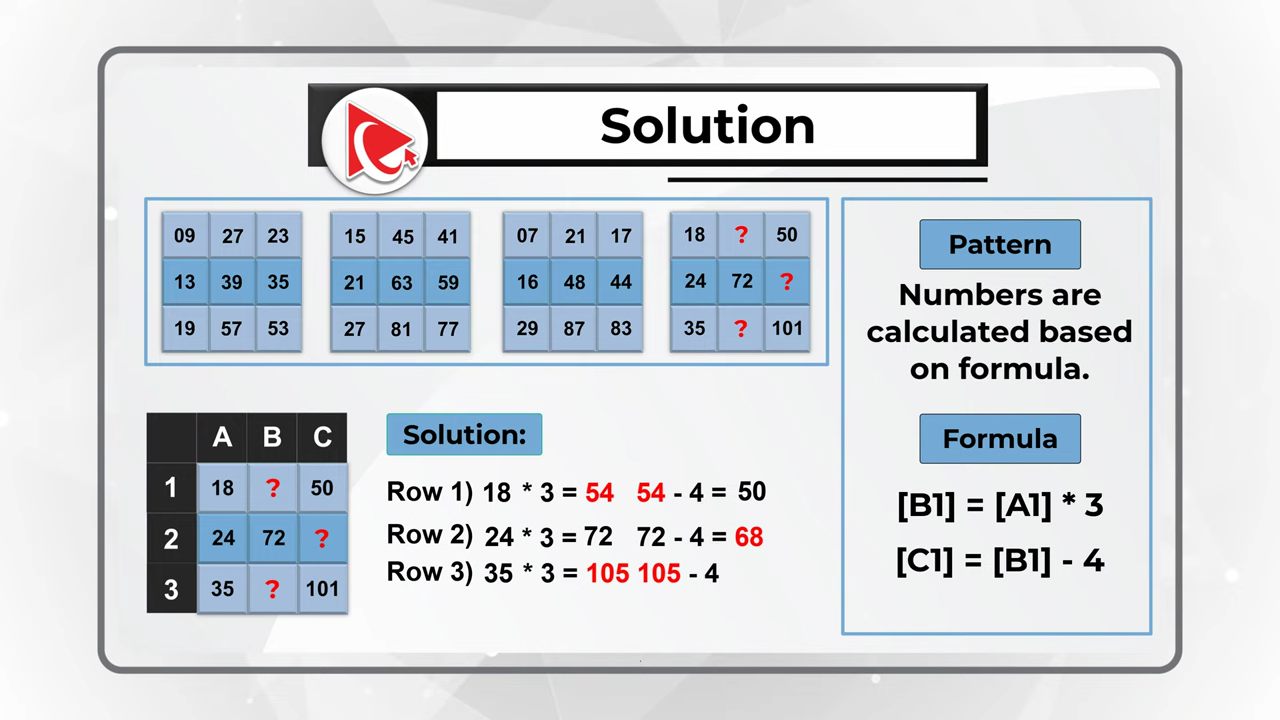 Solution
09 27 23
13 39 35
19 57 53
15 45 41
21 63 59
27 81 77
07 21 17
16 48 44
29 87 83
18 ? 50
24 72 ?
35 ? 101
Pattern
Numbers are
calculated based
on formula.
Formula
[B1] = [A1] * 3
[C1] = [B1] - 4
A B C
1 18 ? 50
2 24 72 ?
3 35 ? 101
Solution:
Row 1) 18 * 3 = 54 54 - 4 = 50
Row 2) 24 * 3 = 72 72 - 4 = 68
Row 3) 35 * 3 = 105 105 - 4